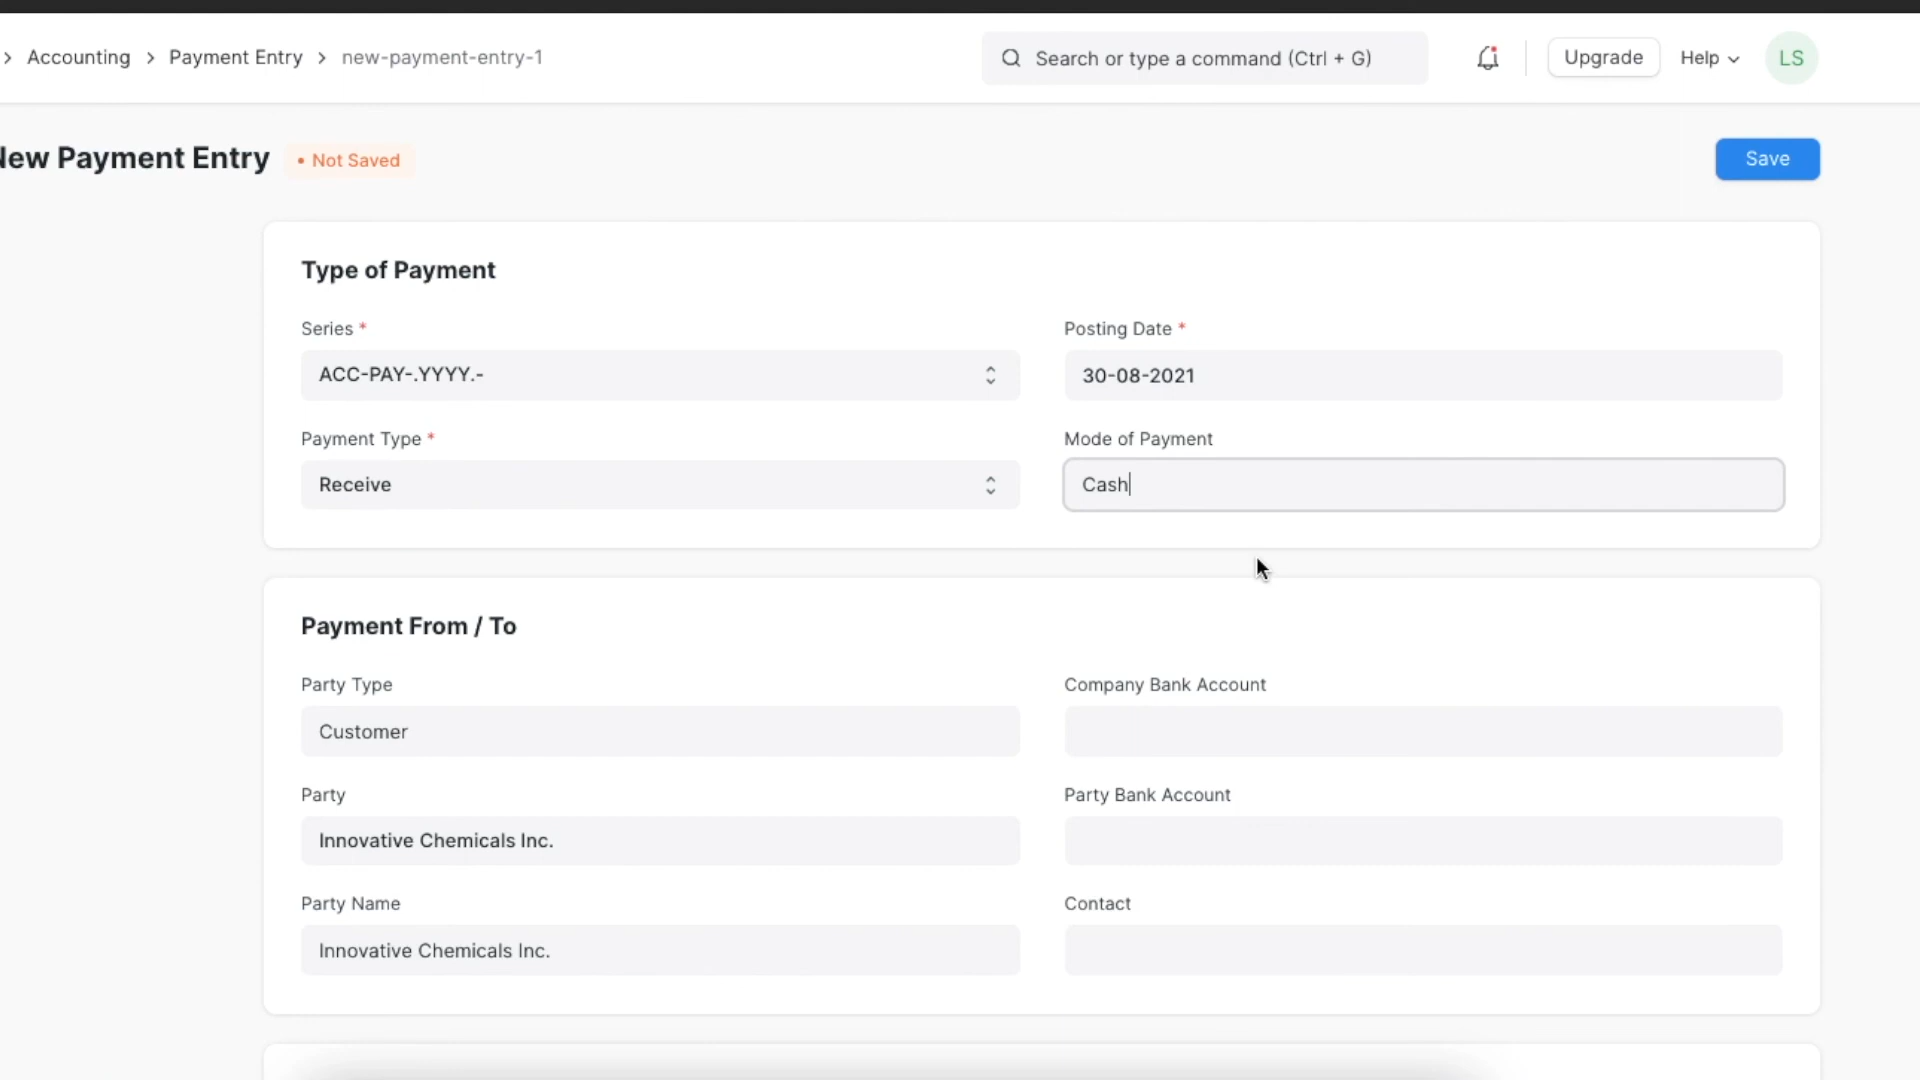 Accounting > Payment Entry > new-payment-entry-1
Search or type a command (Ctrl + G)
Upgrade
Help
LS
New Payment Entry
• Not Saved
Save
Type of Payment
Series *
ACC-PAY-.YYYY.-
Posting Date *
30-08-2021
Payment Type *
Receive
Mode of Payment
Cash
Payment From / To
Party Type
Customer
Company Bank Account
Party
Innovative Chemicals Inc.
Party Bank Account
Party Name
Innovative Chemicals Inc.
Contact